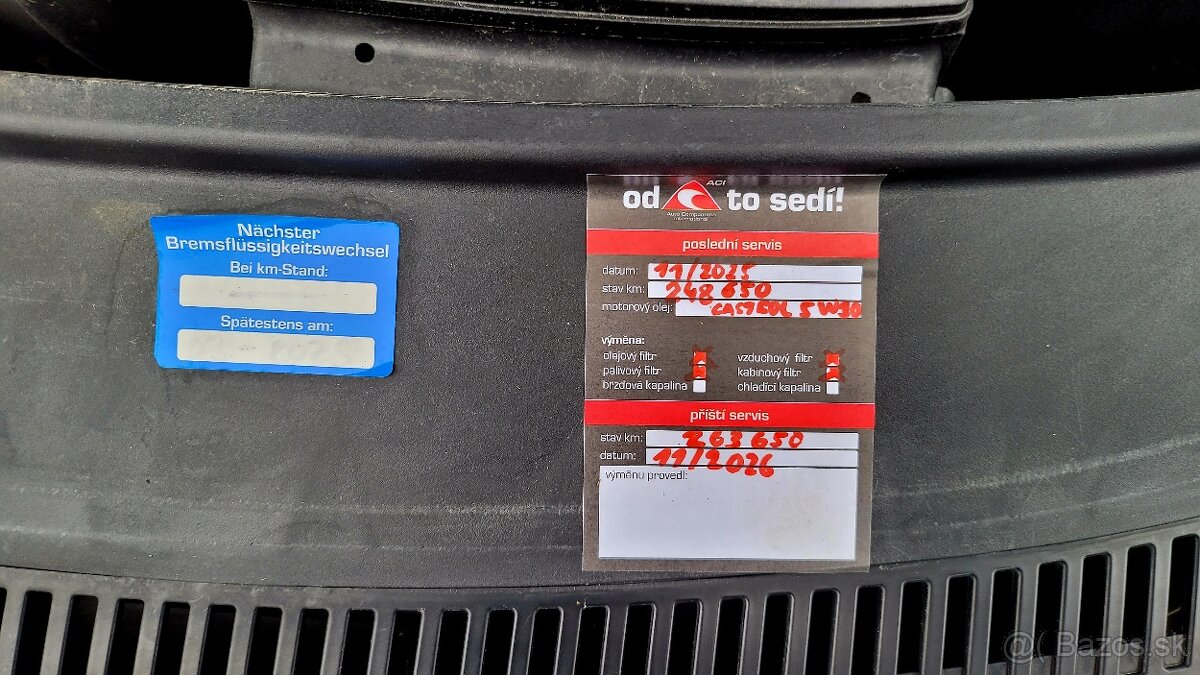 Nächster
Bremsflüssigkeitswechsel
Bei km-Stand:
Spätestens am:
ACI
od to sedí!
Auto Components
International
poslední servis
datum: 11/2025
stav km: 248 650
motorový olej: CASTROL 5W30
výměna:
olejový filtr vzduchový filtr
palivový filtr kabinový filtr
brzdová kapalina chladící kapalina
příští servis
stav km: 263 650
datum: 11/2026
výměnu provedl:
@( Bazos.sk